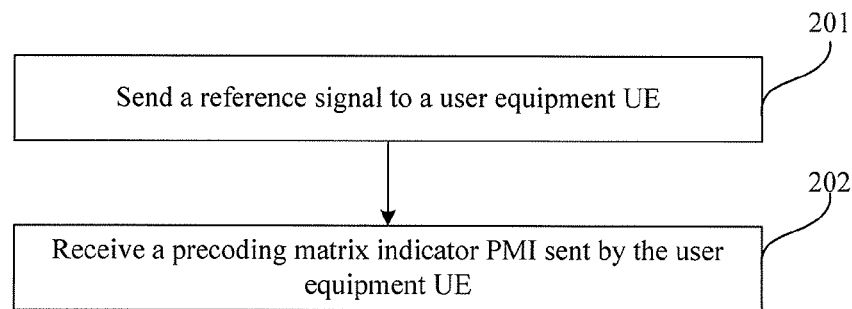 201
Send a reference signal to a user equipment UE
202
Receive a precoding matrix indicator PMI sent by the user
equipment UE